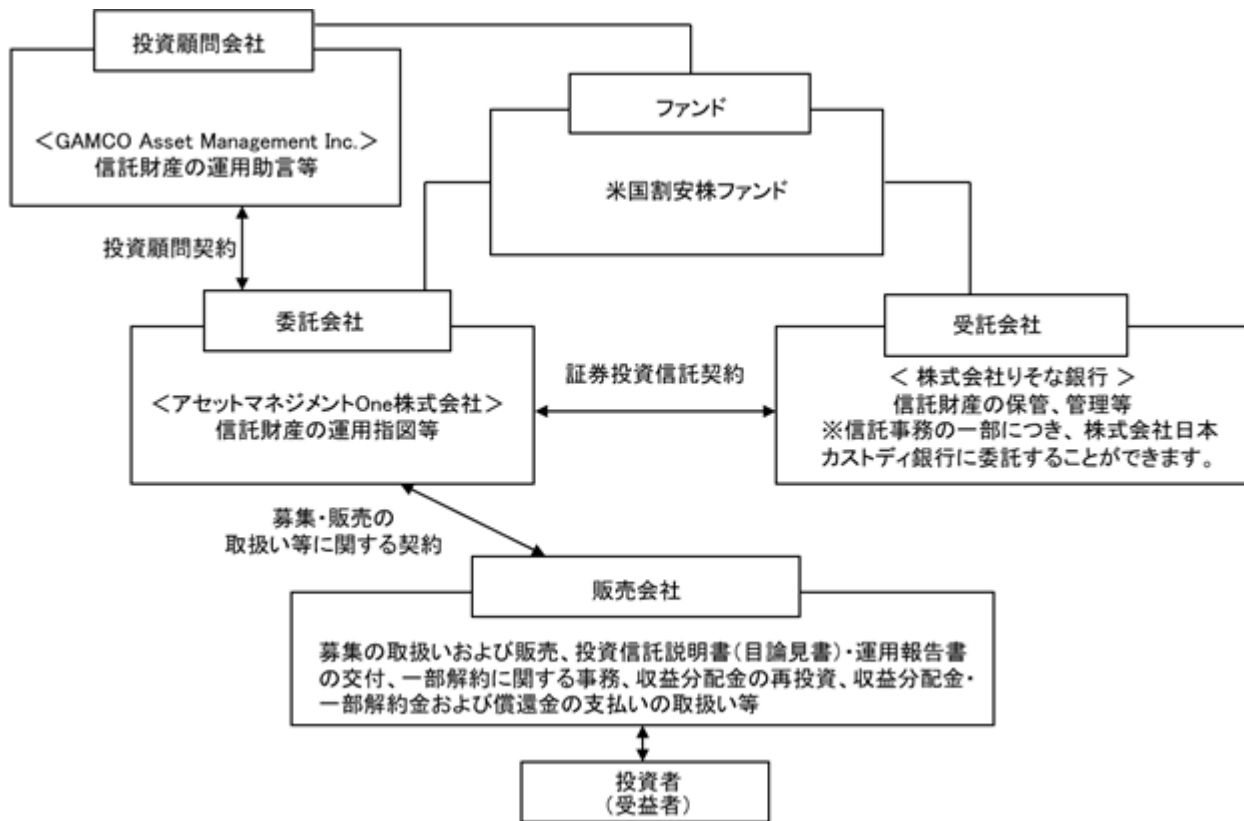 投資顧問会社
＜GAMCO Asset Management Inc.＞
信託財産の運用助言等
ファンド
米国割安株ファンド
投資顧問契約
委託会社
＜アセットマネジメントOne株式会社＞
信託財産の運用指図等
証券投資信託契約
受託会社
＜ 株式会社りそな銀行 ＞
信託財産の保管、管理等
※信託事務の一部につき、株式会社日本
カストディ銀行に委託することができます。
募集・販売の
取扱い等に関する契約
販売会社
募集の取扱いおよび販売、投資信託説明書(目論見書)・運用報告書
の交付、一部解約に関する事務、収益分配金の再投資、収益分配金・
一部解約金および償還金の支払いの取扱い等
投資者
(受益者)